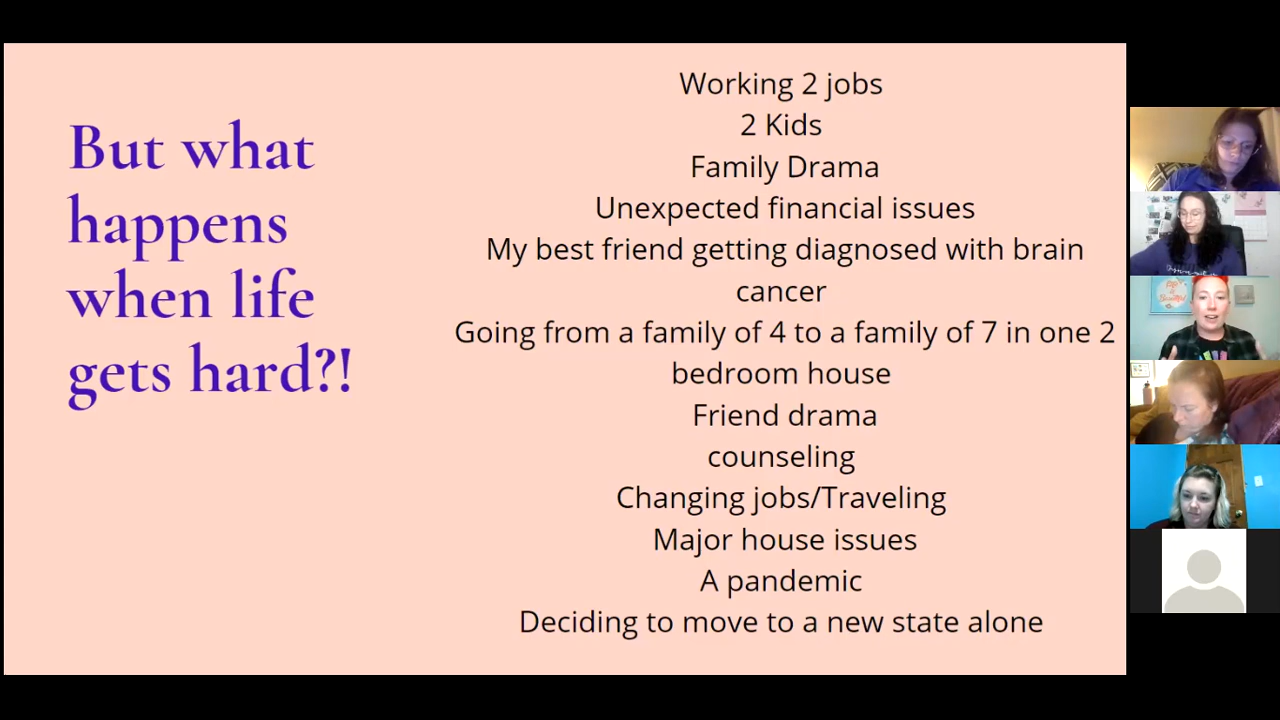 But what
happens
when life
gets hard?!
Working 2 jobs
2 Kids
Family Drama
Unexpected financial issues
My best friend getting diagnosed with brain
cancer
Going from a family of 4 to a family of 7 in one 2
bedroom house
Friend drama
counseling
Changing jobs/Traveling
Major house issues
A pandemic
Deciding to move to a new state alone